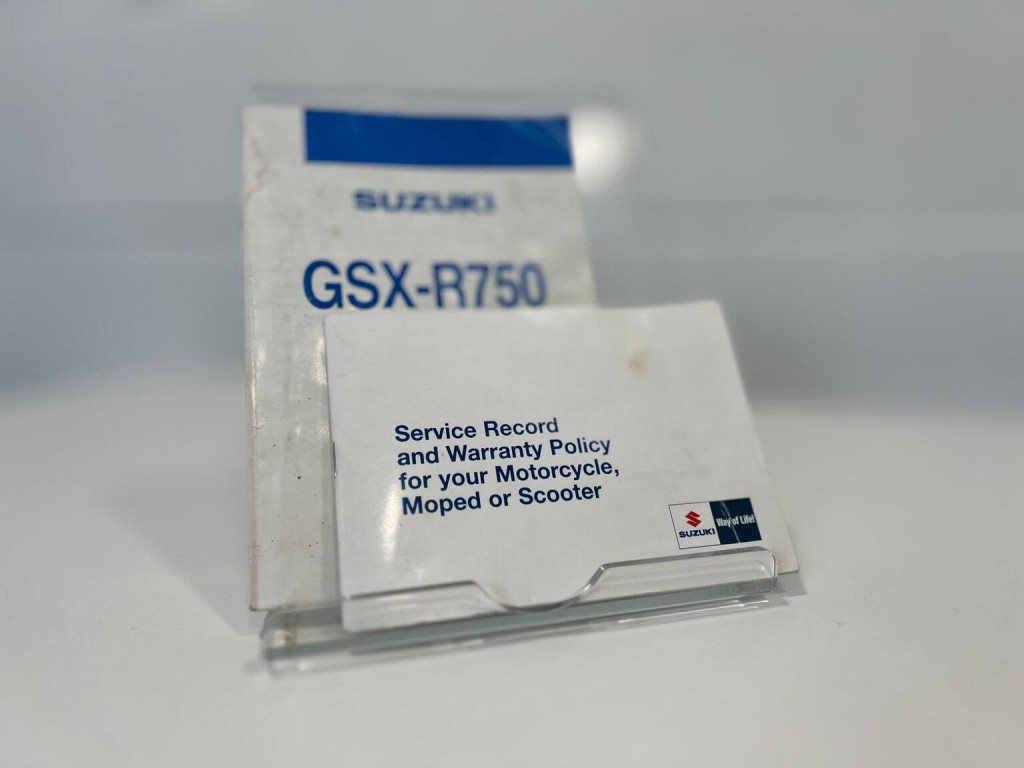 SUZUKI
GSX-R750
Service Record
and Warranty Policy
for your Motorcycle,
Moped or Scooter
SUZUKI
Way of Life!